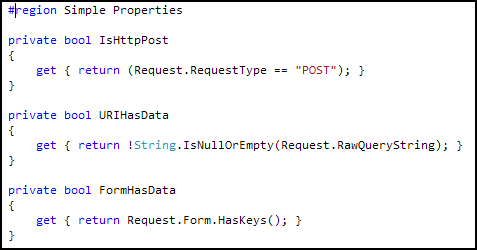 #region Simple Properties
private bool IsHttpPost
{
get { return (Request.RequestType == "POST"); }
}
private bool URIHasData
{
get { return !String.IsNullOrEmpty(Request.RawQueryString); }
}
private bool FormHasData
{
get { return Request.Form.HasKeys(); }
}